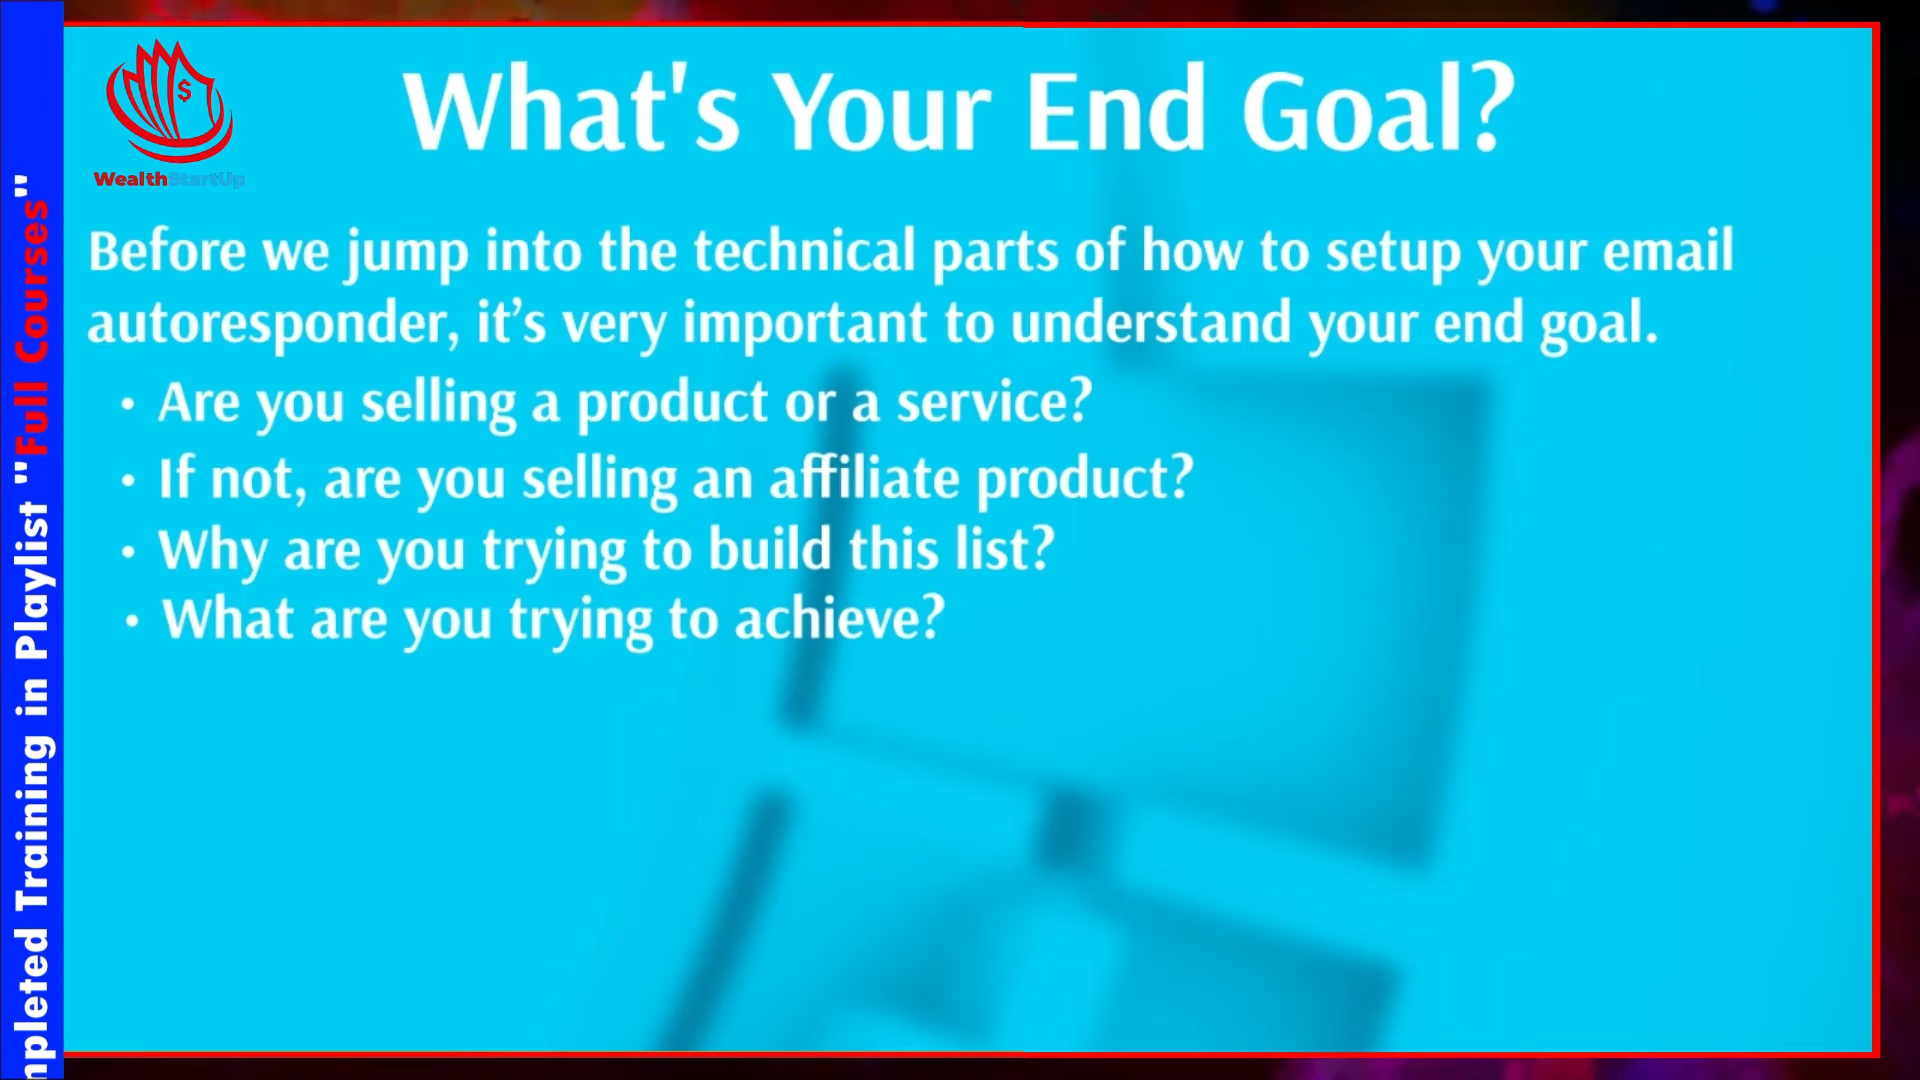 What's Your End Goal?
$
WealthStartUp
Before we jump into the technical parts of how to setup your email
autoresponder, it’s very important to understand your end goal.
• Are you selling a product or a service?
• If not, are you selling an affiliate product?
• Why are you trying to build this list?
• What are you trying to achieve?
Training in Playlist "Full Courses"